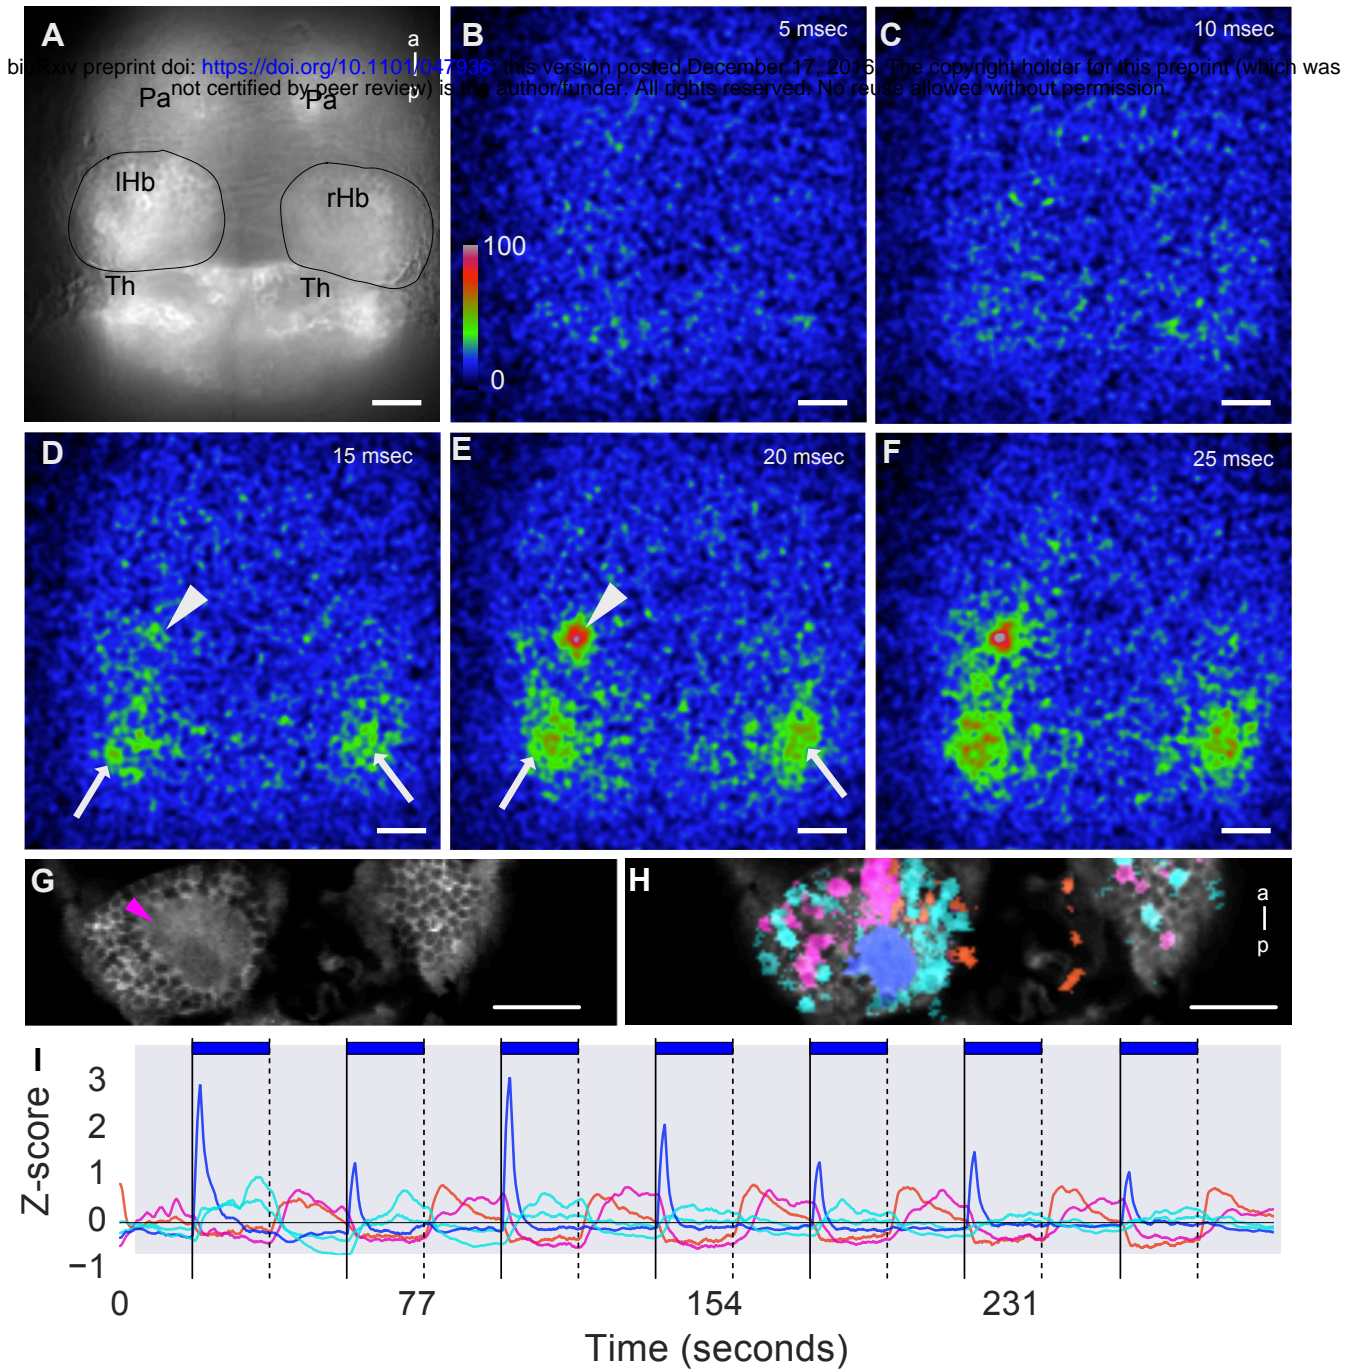 A
a
p
B
5 msec
C
10 msec
bioRxiv preprint doi: https://doi.org/10.1101/047936; this version posted December 17, 2016. The copyright holder for this preprint (which was
not certified by peer review) is the author/funder. All rights reserved. No reuse allowed without permission.
Pa
Pa
lHb
rHb
Th
Th
100
0
D
15 msec
E
20 msec
F
25 msec
G
H
a
p
I
3
2
1
0
−1
Z-score
0
77
154
231
Time (seconds)